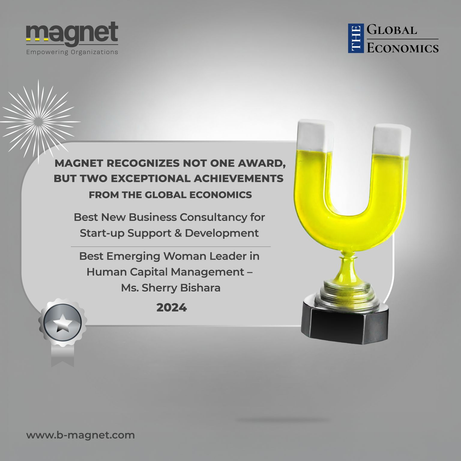 magnet
Empowering Organizations
THE GLOBAL
ECONOMICS
MAGNET RECOGNIZES NOT ONE AWARD,
BUT TWO EXCEPTIONAL ACHIEVEMENTS
FROM THE GLOBAL ECONOMICS
Best New Business Consultancy for
Start-up Support & Development
Best Emerging Woman Leader in
Human Capital Management –
Ms. Sherry Bishara
2024
www.b-magnet.com